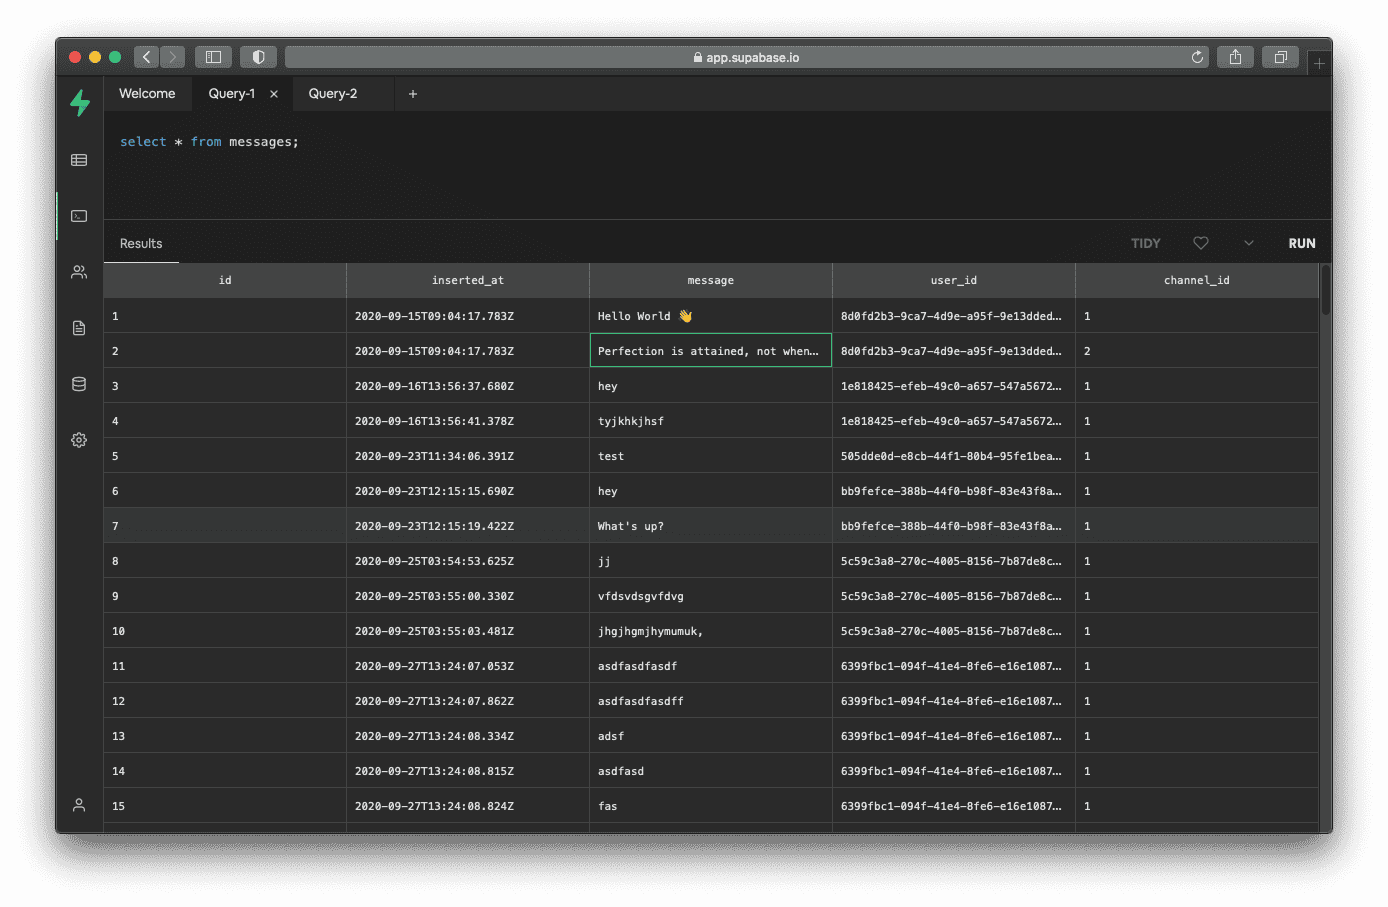 app.supabase.io
Welcome Query-1 × Query-2 +
select * from messages;
Results TIDY RUN
id inserted_at message user_id channel_id
1 2020-09-15T09:04:17.783Z Hello World 👋 8d0fd2b3-9ca7-4d9e-a95f-9e13dded… 1
2 2020-09-15T09:04:17.783Z Perfection is attained, not when… 8d0fd2b3-9ca7-4d9e-a95f-9e13dded… 2
3 2020-09-16T13:56:37.680Z hey 1e818425-efeb-49c0-a657-547a5672… 1
4 2020-09-16T13:56:41.378Z tyjkhkjhsf 1e818425-efeb-49c0-a657-547a5672… 1
5 2020-09-23T11:34:06.391Z test 505dde0d-e8cb-44f1-80b4-95fe1bea… 1
6 2020-09-23T12:15:15.690Z hey bb9fefce-388b-44f0-b98f-83e43f8a… 1
7 2020-09-23T12:15:19.422Z What's up? bb9fefce-388b-44f0-b98f-83e43f8a… 1
8 2020-09-25T03:54:53.625Z jj 5c59c3a8-270c-4005-8156-7b87de8c… 1
9 2020-09-25T03:55:00.330Z vfdsvdsgvfdvg 5c59c3a8-270c-4005-8156-7b87de8c… 1
10 2020-09-25T03:55:03.481Z jhgjhgmjhymumuk, 5c59c3a8-270c-4005-8156-7b87de8c… 1
11 2020-09-27T13:24:07.053Z asdfasdfasdf 6399fbc1-094f-41e4-8fe6-e16e1087… 1
12 2020-09-27T13:24:07.862Z asdfasdfasdff 6399fbc1-094f-41e4-8fe6-e16e1087… 1
13 2020-09-27T13:24:08.334Z adsf 6399fbc1-094f-41e4-8fe6-e16e1087… 1
14 2020-09-27T13:24:08.815Z asdfasd 6399fbc1-094f-41e4-8fe6-e16e1087… 1
15 2020-09-27T13:24:08.824Z fas 6399fbc1-094f-41e4-8fe6-e16e1087… 1